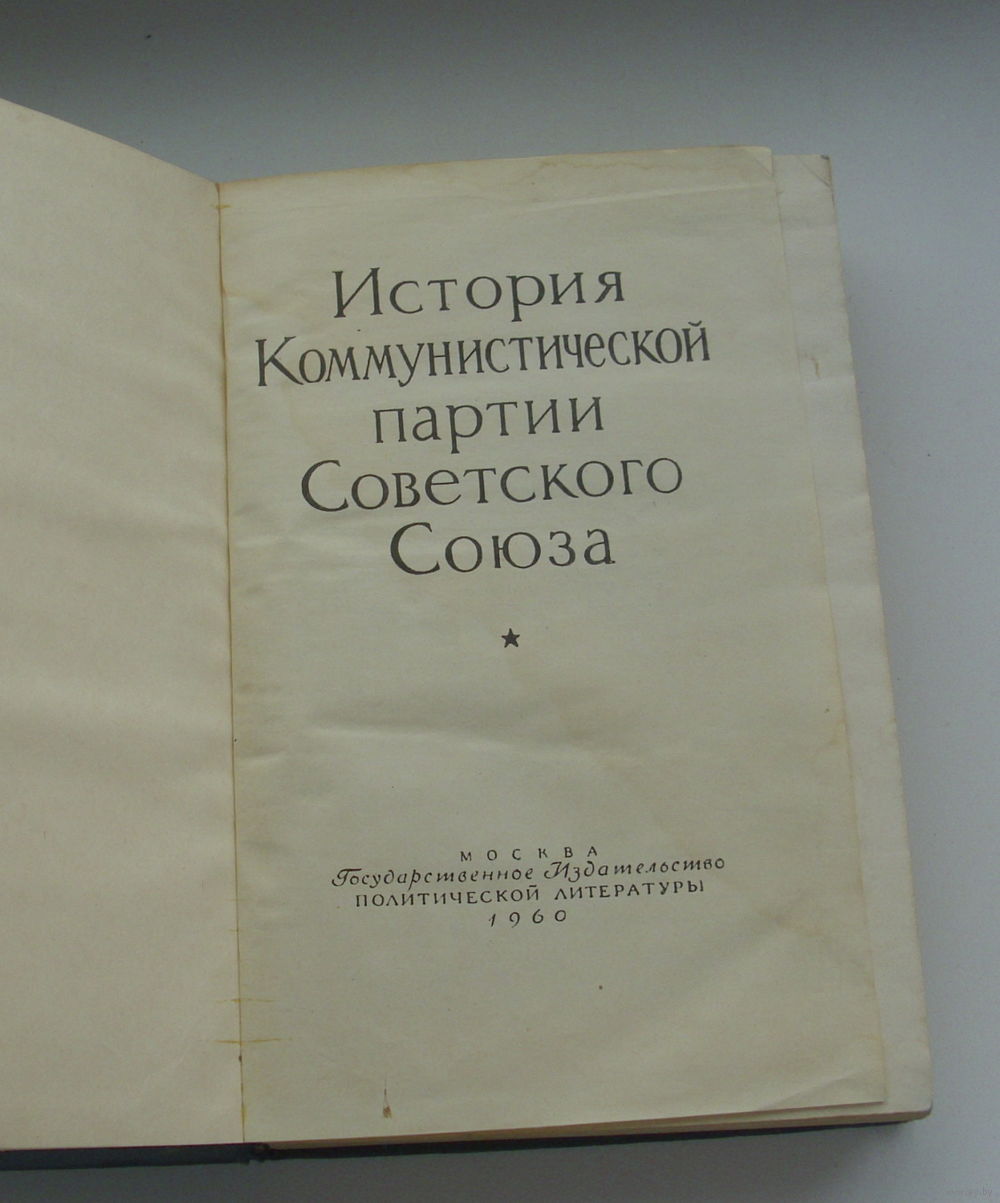 История
Коммунистической
партии
Советского
Союза
★
МОСКВА
Государственное Издательство
ПОЛИТИЧЕСКОЙ ЛИТЕРАТУРЫ
1960